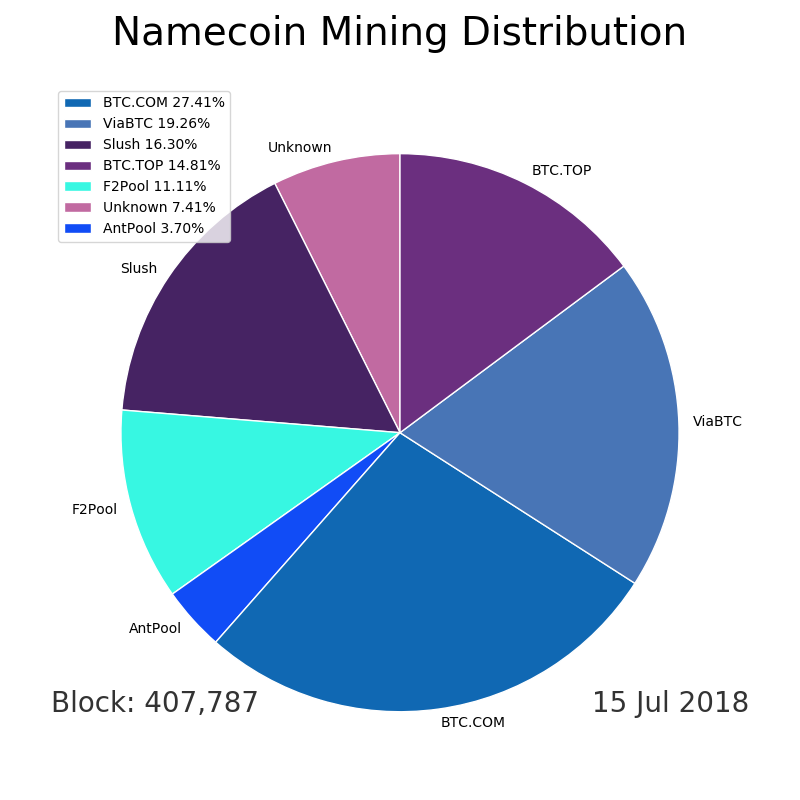 Namecoin Mining Distribution
BTC.COM 27.41%
ViaBTC 19.26%
Slush 16.30%
BTC.TOP 14.81%
F2Pool 11.11%
Unknown 7.41%
AntPool 3.70%
Unknown
BTC.TOP
Slush
ViaBTC
F2Pool
AntPool
BTC.COM
Block: 407,787
15 Jul 2018